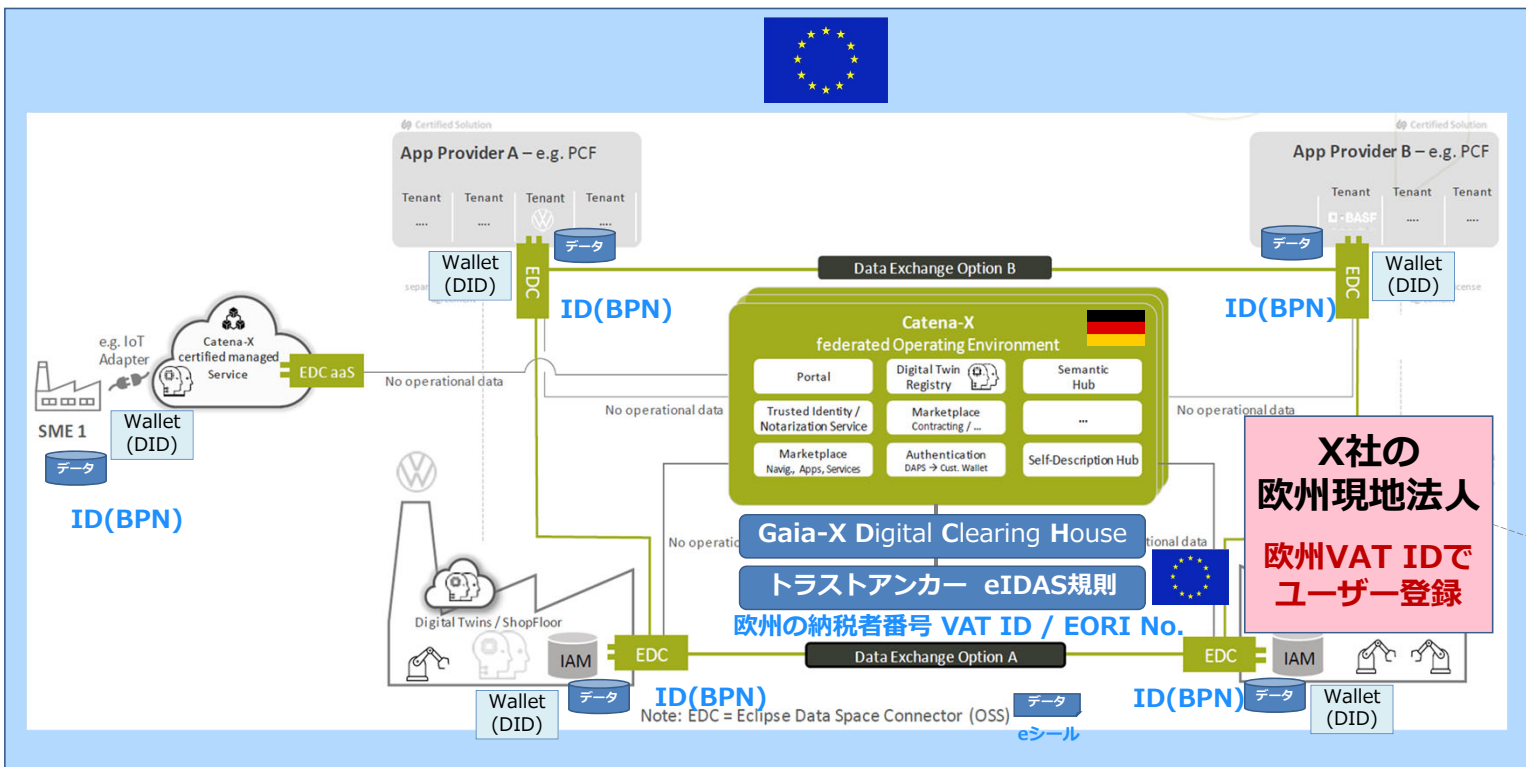 Certified Solution
App Provider A – e.g. PCF
Tenant Tenant Tenant Tenant
.... .... ....
データ
Wallet
(DID)
EDC
ID(BPN)
Certified Solution
App Provider B – e.g. PCF
Tenant Tenant Tenant
BASF .... ....
データ
EDC
Wallet
(DID)
Data Exchange Option B
e.g. IoT
Adapter
Catena-X
certified managed
Service
EDC aaS
No operational data
SME 1
Wallet
(DID)
データ
ID(BPN)
Catena-X
federated Operating Environment
Portal
Digital Twin
Registry
Semantic
Hub
Trusted Identity /
Notarization Service
Marketplace
Contracting / ...
...
Marketplace
Navig., Apps, Services
Authentication
DAPS → Cust. Wallet
Self-Description Hub
No operational data
No operational data
Gaia-X Digital Clearing House
トラストアンカー eIDAS規則
欧州の納税者番号 VAT ID / EORI No.
X社の
欧州現地法人
欧州VAT IDで
ユーザー登録
Digital Twins / ShopFloor
IAM
EDC
Data Exchange Option A
EDC
IAM
Wallet
(DID)
データ
ID(BPN)
Note: EDC = Eclipse Data Space Connector (OSS)
データ
eシール
ID(BPN)
データ
Wallet
(DID)